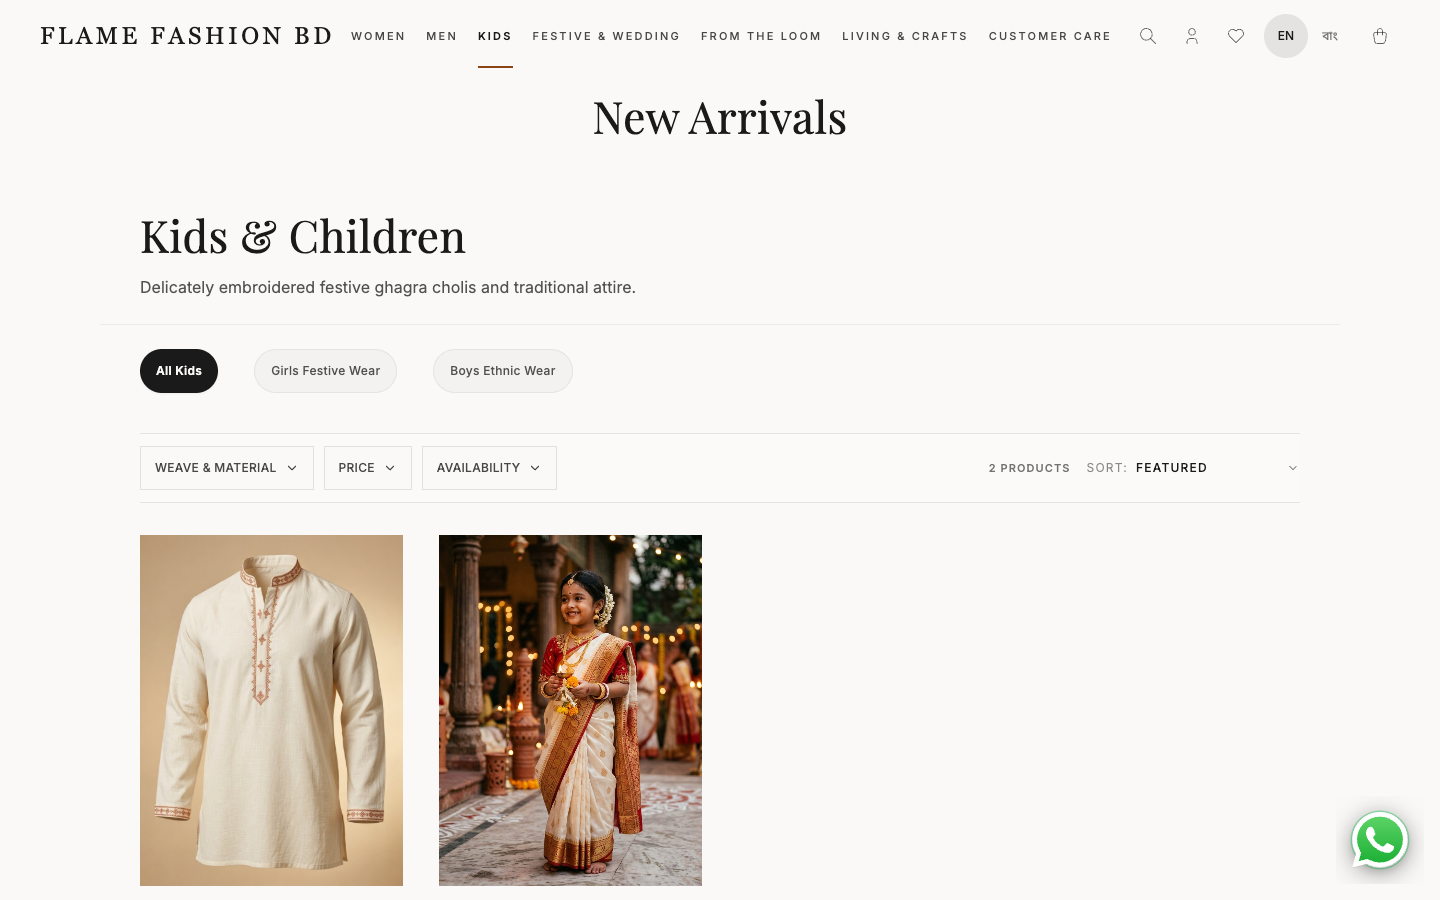 FLAME FASHION BD WOMEN MEN KIDS FESTIVE & WEDDING FROM THE LOOM LIVING & CRAFTS CUSTOMER CARE EN বাং
New Arrivals
Kids & Children
Delicately embroidered festive ghagra cholis and traditional attire.
All Kids Girls Festive Wear Boys Ethnic Wear
WEAVE & MATERIAL PRICE AVAILABILITY 2 PRODUCTS SORT: FEATURED